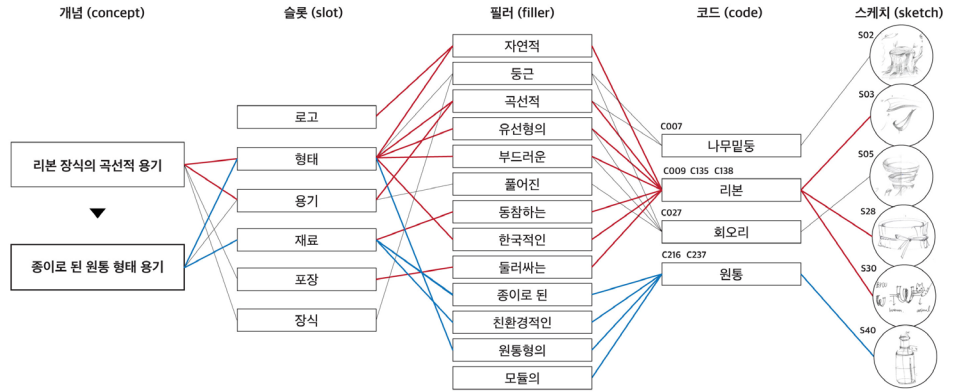 개념 (concept)
슬롯 (slot)
필러 (filler)
코드 (code)
스케치 (sketch)
리본 장식의 곡선적 용기
종이로 된 원통 형태 용기
로고
형태
용기
재료
포장
장식
자연적
둥근
곡선적
유선형의
부드러운
풀어진
동참하는
한국적인
둘러싸는
종이로 된
친환경적인
원통형의
모듈의
C007
나무밑둥
C009 C135 C138
리본
C027
회오리
C216 C237
원통
S02
S03
S05
S28
S30
S40